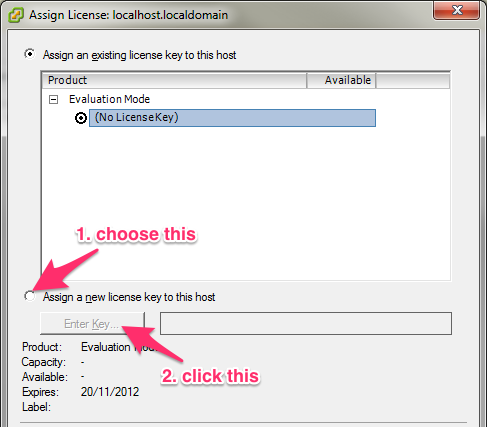 Assign License: localhost.localdomain
Assign an existing license key to this host
Product Available
Evaluation Mode
(No License Key)
1. choose this
Assign a new license key to this host
Enter Key...
Product: Evaluation Mode
Capacity: -
2. click this
Available: -
Expires: 20/11/2012
Label: